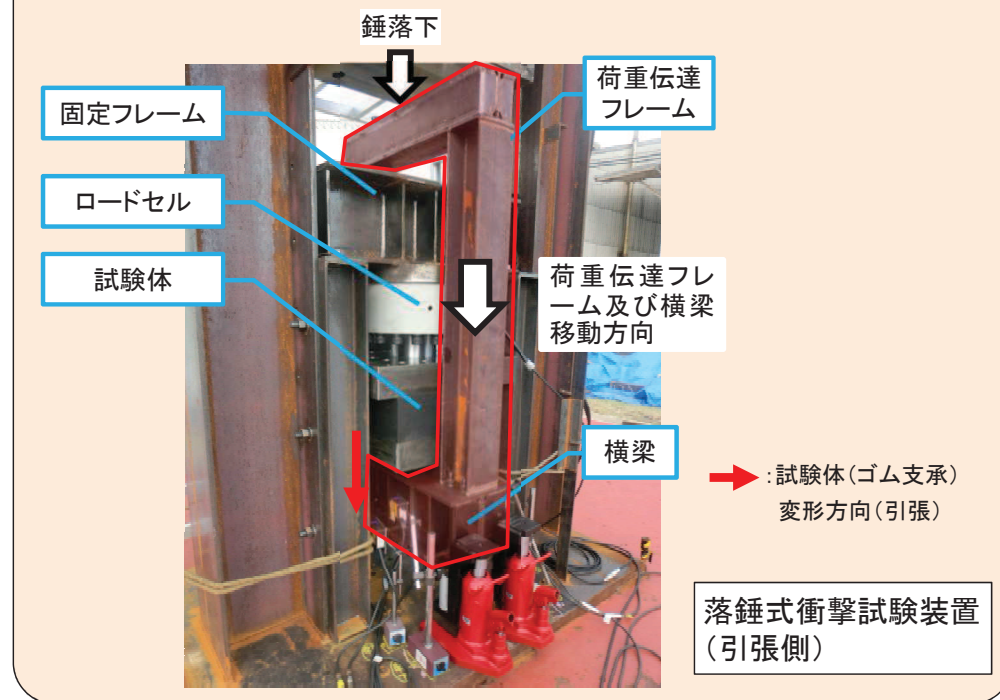 錘落下
固定フレーム
荷重伝達
フレーム
ロードセル
試験体
荷重伝達フレ
ーム及び横梁
移動方向
横梁
:試験体(ゴム支承)
変形方向(引張)
落錘式衝撃試験装置
(引張側)